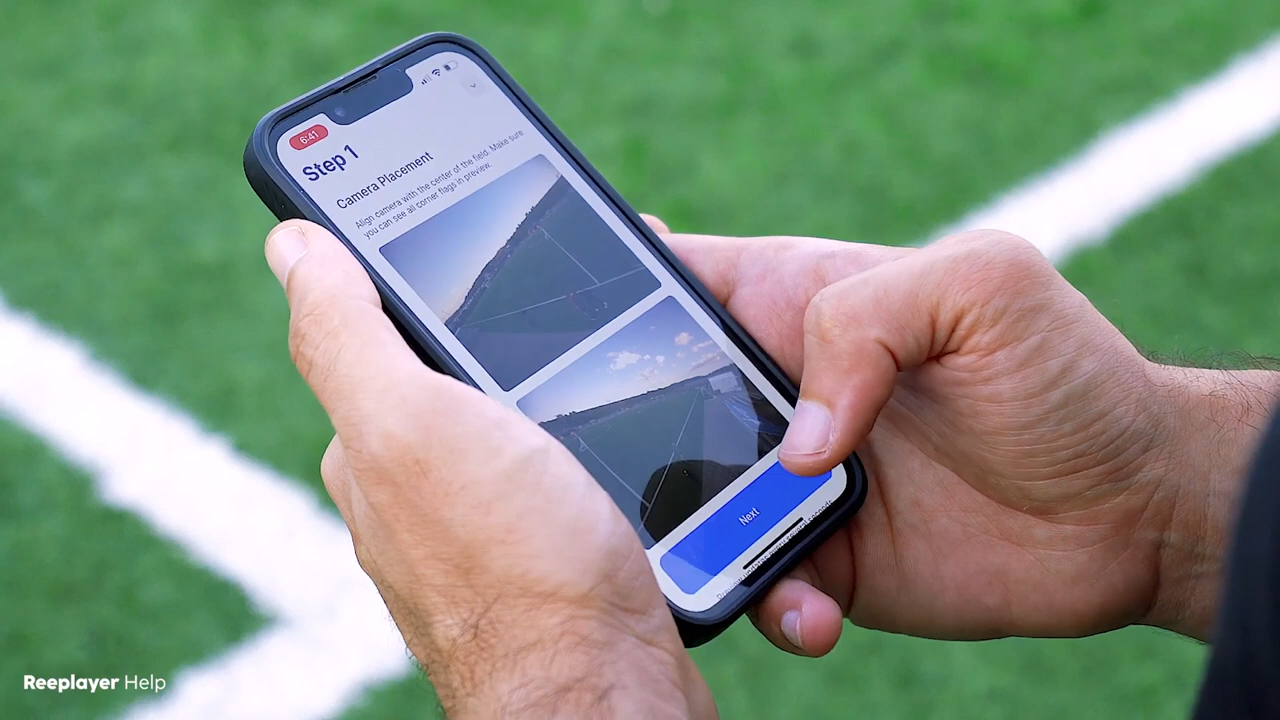 6:41
Step 1
Camera Placement
Align camera with the center of the field. Make sure
you can see all corner flags in preview.
Next
Reeplayer Help